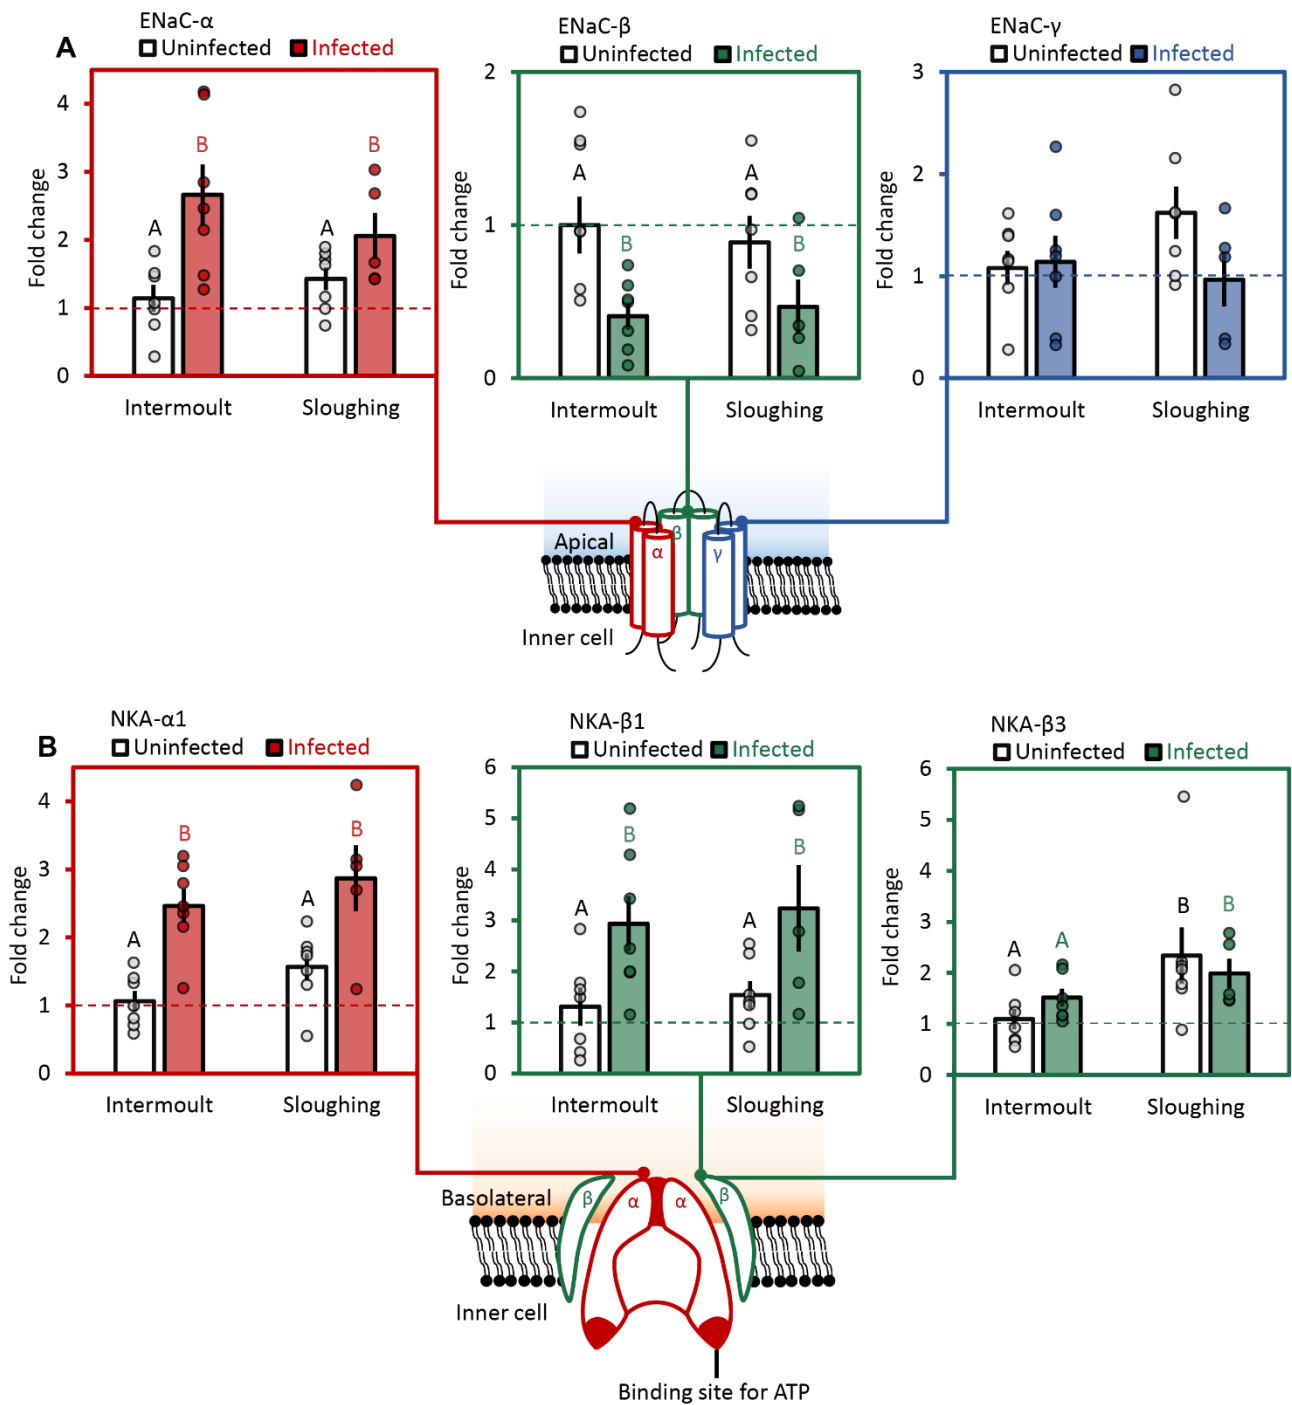 A
ENaC-α
Uninfected Infected
ENaC-β
Uninfected Infected
ENaC-γ
Uninfected Infected
Fold change
4
3
2
1
0
A
B
A
B
Intermoult Sloughing
Fold change
2
1
0
A
B
A
B
Intermoult Sloughing
Fold change
3
2
1
0
Intermoult Sloughing
Apical
α
β
γ
Inner cell
B
NKA-α1
Uninfected Infected
NKA-β1
Uninfected Infected
NKA-β3
Uninfected Infected
Fold change
4
3
2
1
0
A
B
A
B
Intermoult Sloughing
Fold change
6
5
4
3
2
1
0
A
B
A
B
Intermoult Sloughing
Fold change
6
5
4
3
2
1
0
A
A
B
B
Intermoult Sloughing
Basolateral
β
α
α
β
Inner cell
Binding site for ATP